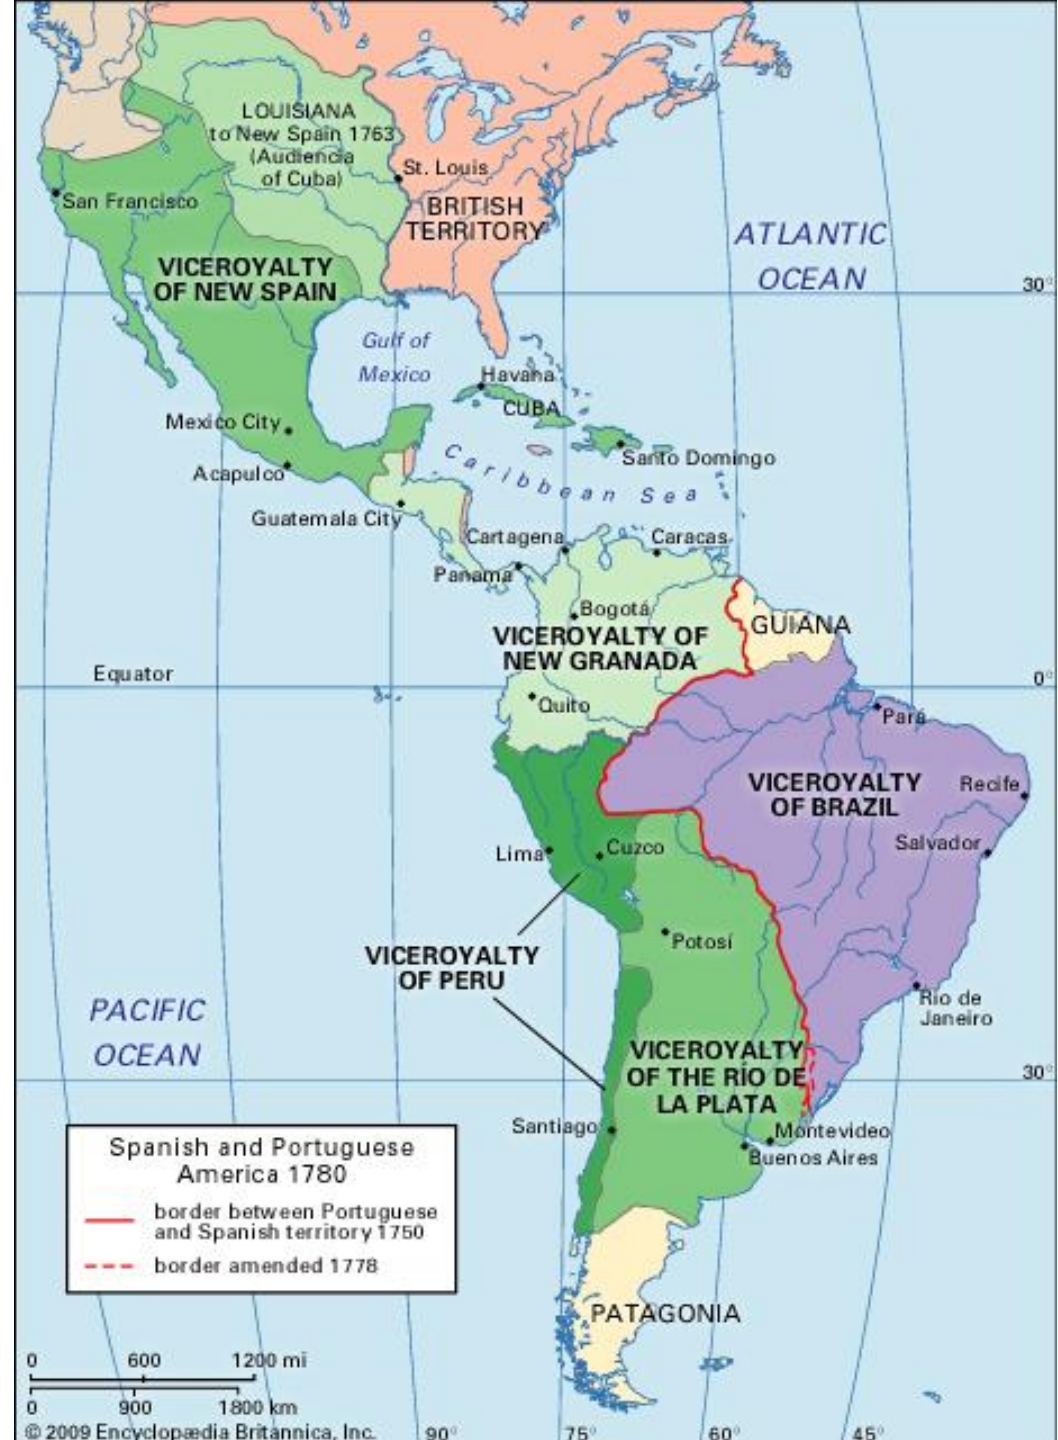 LOUISIANA
to New Spain 1763
(Audiencia
of Cuba)
St. Louis
San Francisco
BRITISH
TERRITORY
ATLANTIC
OCEAN
VICEROYALTY
OF NEW SPAIN
30°
Gulf of
Mexico
Havana
CUBA
Mexico City
Acapulco
Santo Domingo
Caribbean Sea
Guatemala City
Cartagena
Caracas
Panama
Bogotá
GUIANA
VICEROYALTY OF
NEW GRANADA
Equator
0°
Quito
Pará
VICEROYALTY
OF BRAZIL
Recife
Salvador
Lima
Cuzco
Potosí
VICEROYALTY
OF PERU
PACIFIC
OCEAN
Rio de
Janeiro
VICEROYALTY
OF THE RÍO DE
LA PLATA
30°
Santiago
Montevideo
Buenos Aires
Spanish and Portuguese
America 1780
border between Portuguese
and Spanish territory 1750
border amended 1778
PATAGONIA
0 600 1200 mi
0 900 1800 km
© 2009 Encyclopædia Britannica, Inc.
90° 75° 60° 45°